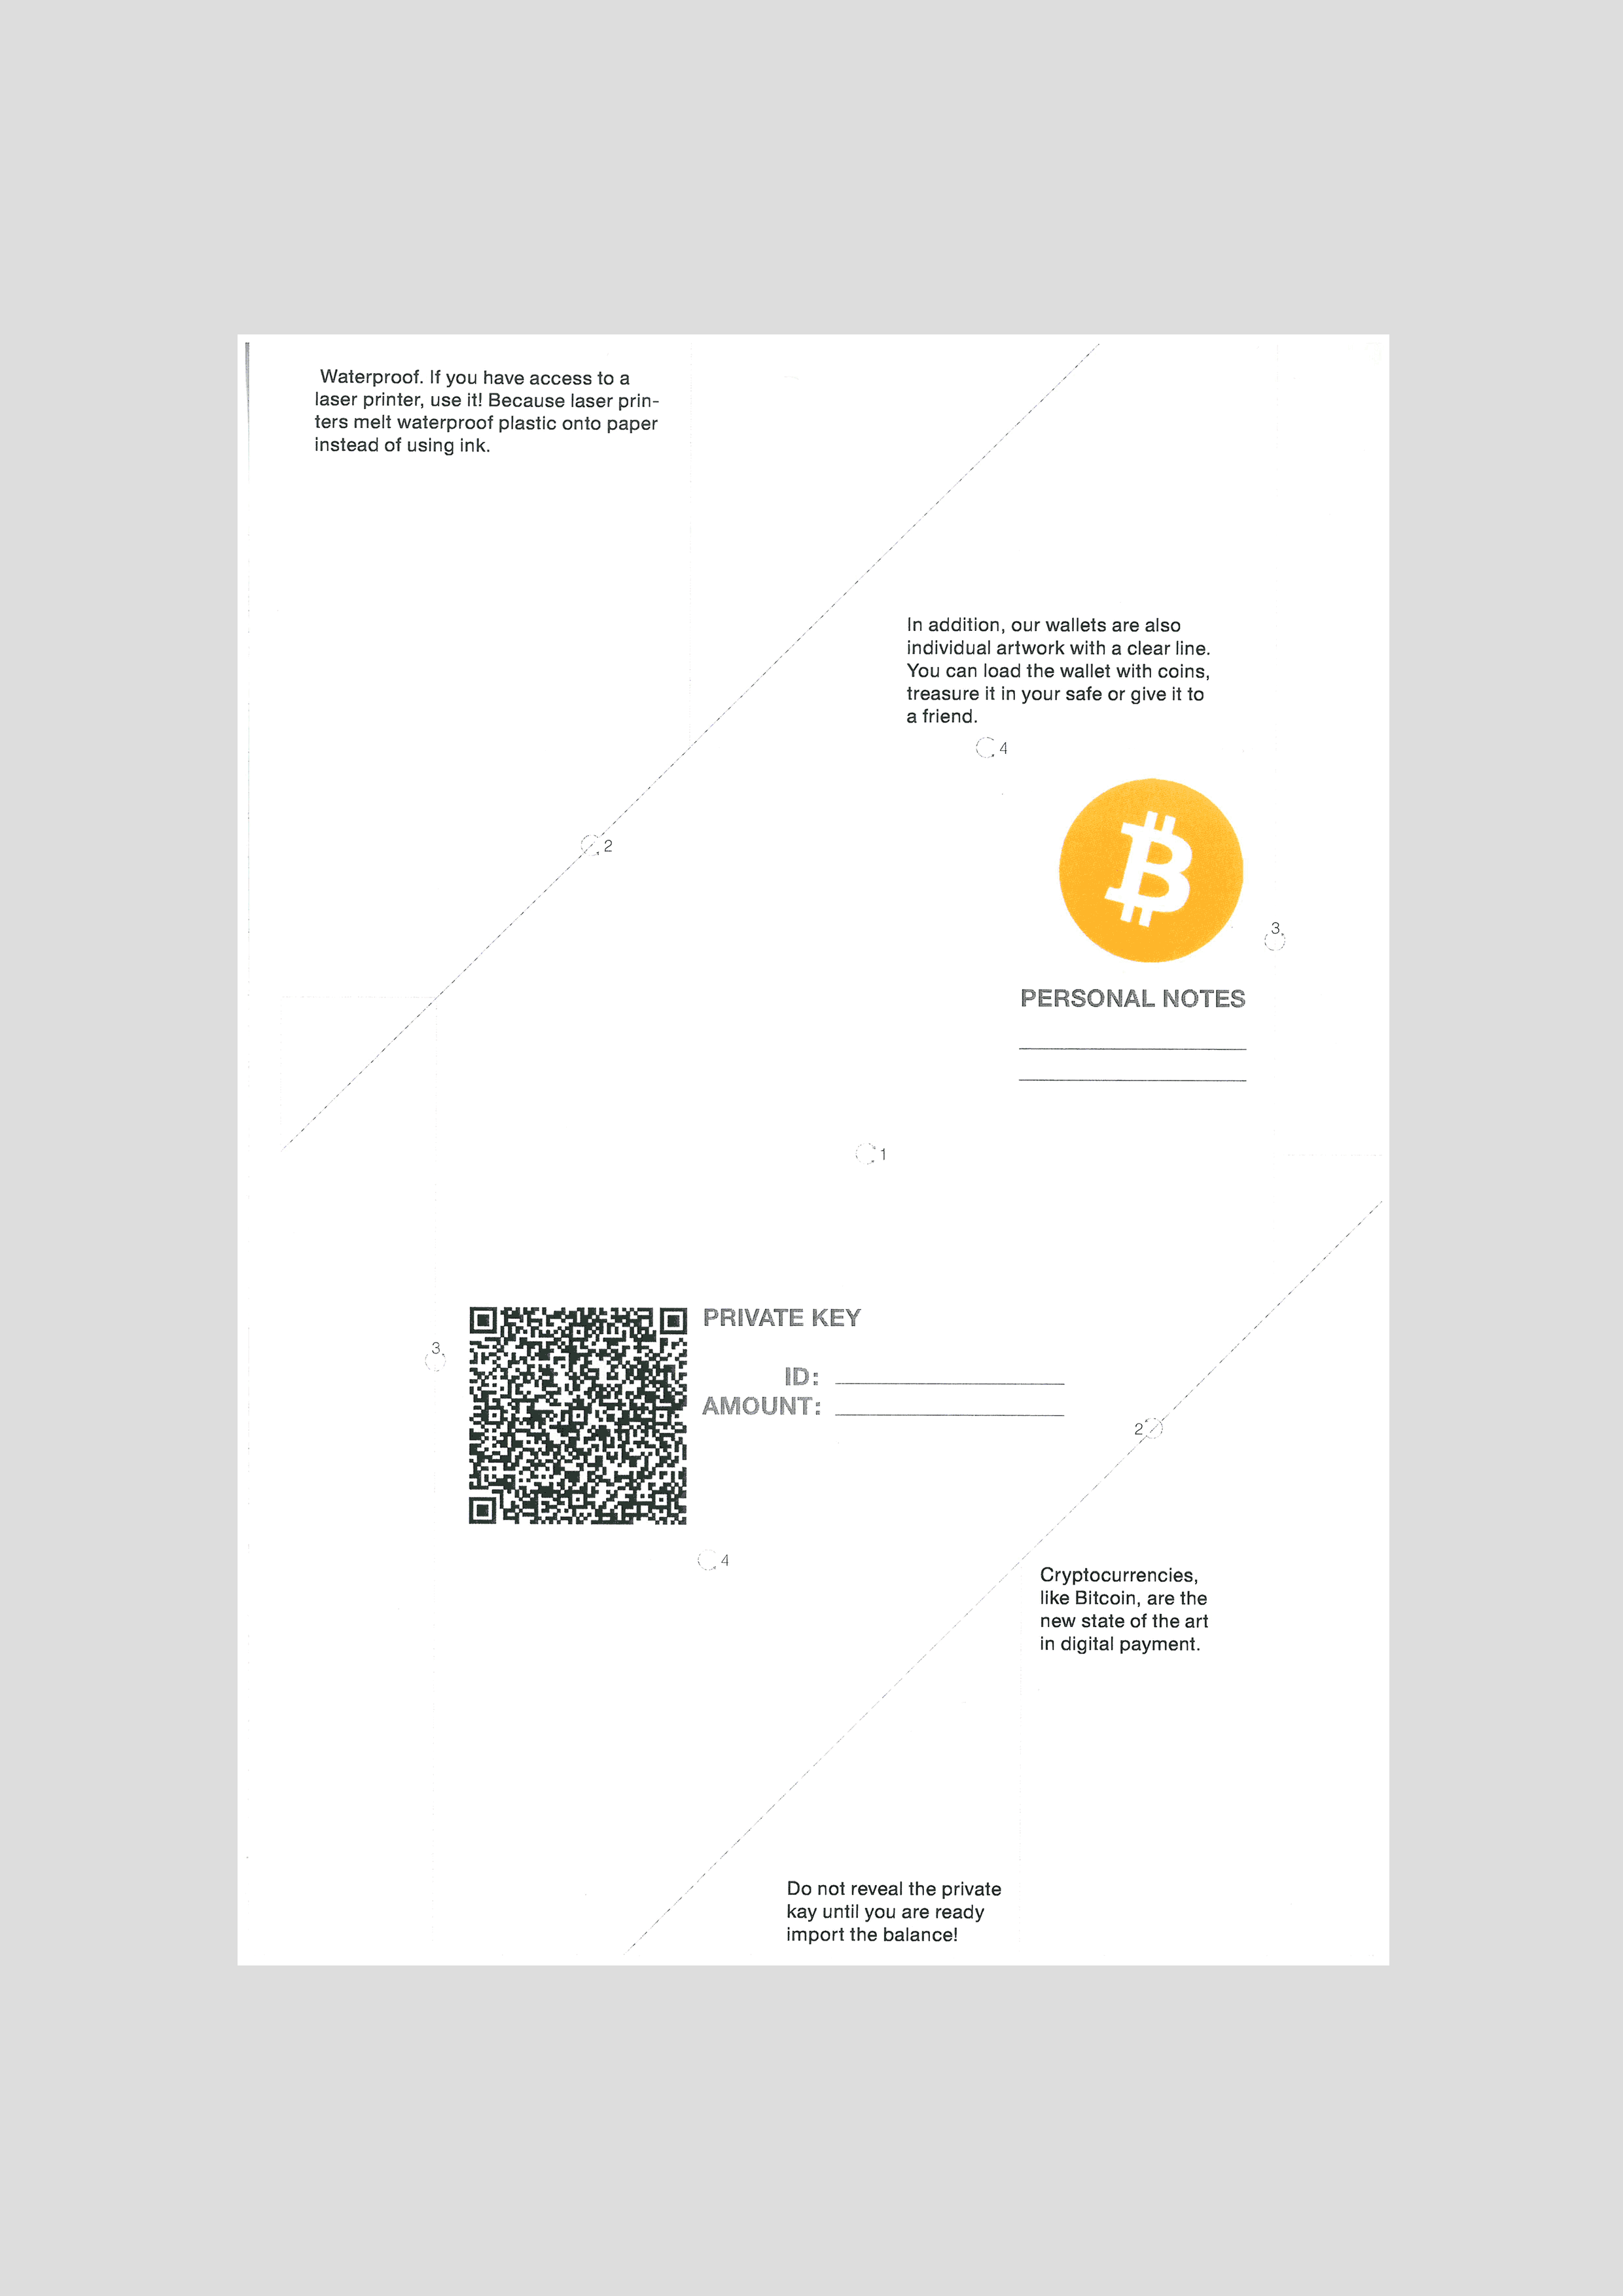 Waterproof. If you have access to a
laser printer, use it! Because laser prin-
ters melt waterproof plastic onto paper
instead of using ink.
In addition, our wallets are also
individual artwork with a clear line.
You can load the wallet with coins,
treasure it in your safe or give it to
a friend.
4
2
3
PERSONAL NOTES
1
PRIVATE KEY
3
ID:
AMOUNT:
2
4
Cryptocurrencies,
like Bitcoin, are the
new state of the art
in digital payment.
Do not reveal the private
kay until you are ready
import the balance!